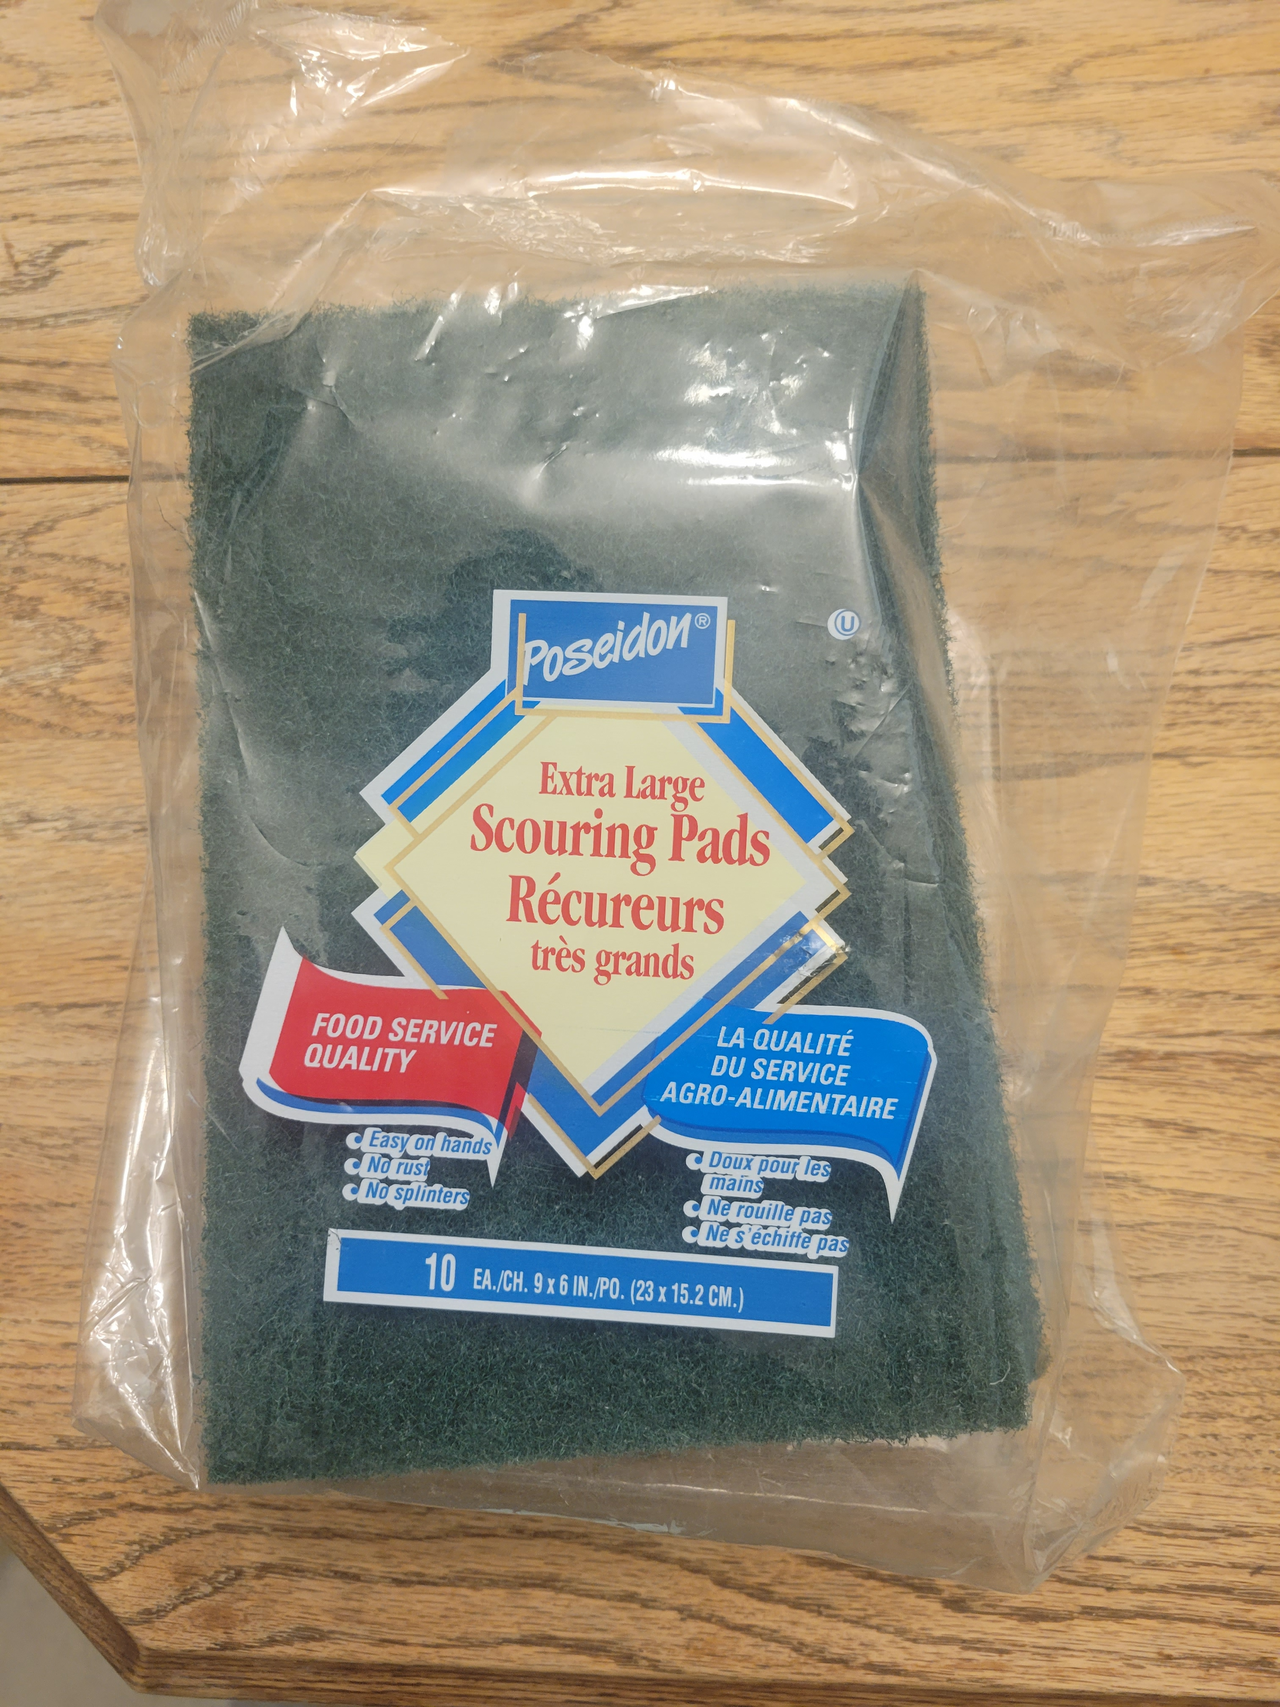 Poseidon®
U
Extra Large
Scouring Pads
Récureurs
très grands
FOOD SERVICE
QUALITY
• Easy on hands
• No rust
• No splinters
LA QUALITÉ
DU SERVICE
AGRO-ALIMENTAIRE
• Doux pour les
mains
• Ne rouille pas
• Ne s'échiffe pas
10 EA./CH. 9 x 6 IN./PO. (23 x 15.2 CM.)